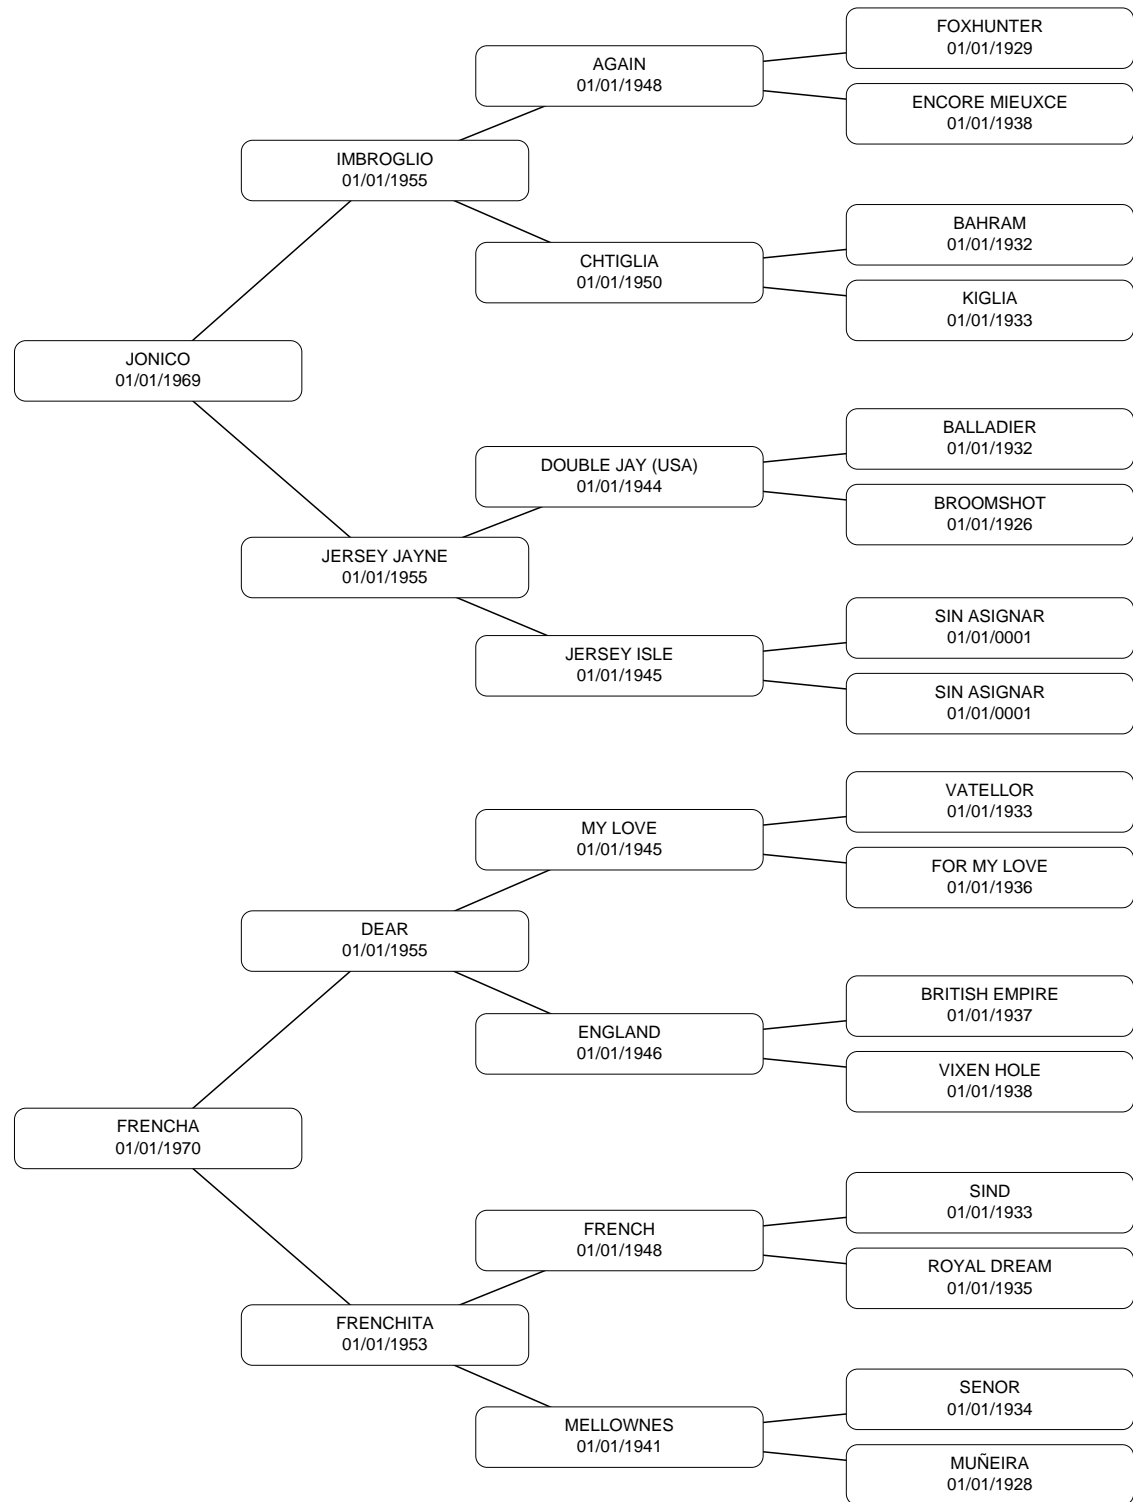 FOXHUNTER
01/01/1929
AGAIN
01/01/1948
ENCORE MIEUXCE
01/01/1938
IMBROGLIO
01/01/1955
BAHRAM
01/01/1932
CHTIGLIA
01/01/1950
KIGLIA
01/01/1933
JONICO
01/01/1969
BALLADIER
01/01/1932
DOUBLE JAY (USA)
01/01/1944
BROOMSHOT
01/01/1926
JERSEY JAYNE
01/01/1955
SIN ASIGNAR
01/01/0001
JERSEY ISLE
01/01/1945
SIN ASIGNAR
01/01/0001
VATELLOR
01/01/1933
MY LOVE
01/01/1945
FOR MY LOVE
01/01/1936
DEAR
01/01/1955
BRITISH EMPIRE
01/01/1937
ENGLAND
01/01/1946
VIXEN HOLE
01/01/1938
FRENCHA
01/01/1970
SIND
01/01/1933
FRENCH
01/01/1948
ROYAL DREAM
01/01/1935
FRENCHITA
01/01/1953
SENOR
01/01/1934
MELLOWNES
01/01/1941
MUÑEIRA
01/01/1928